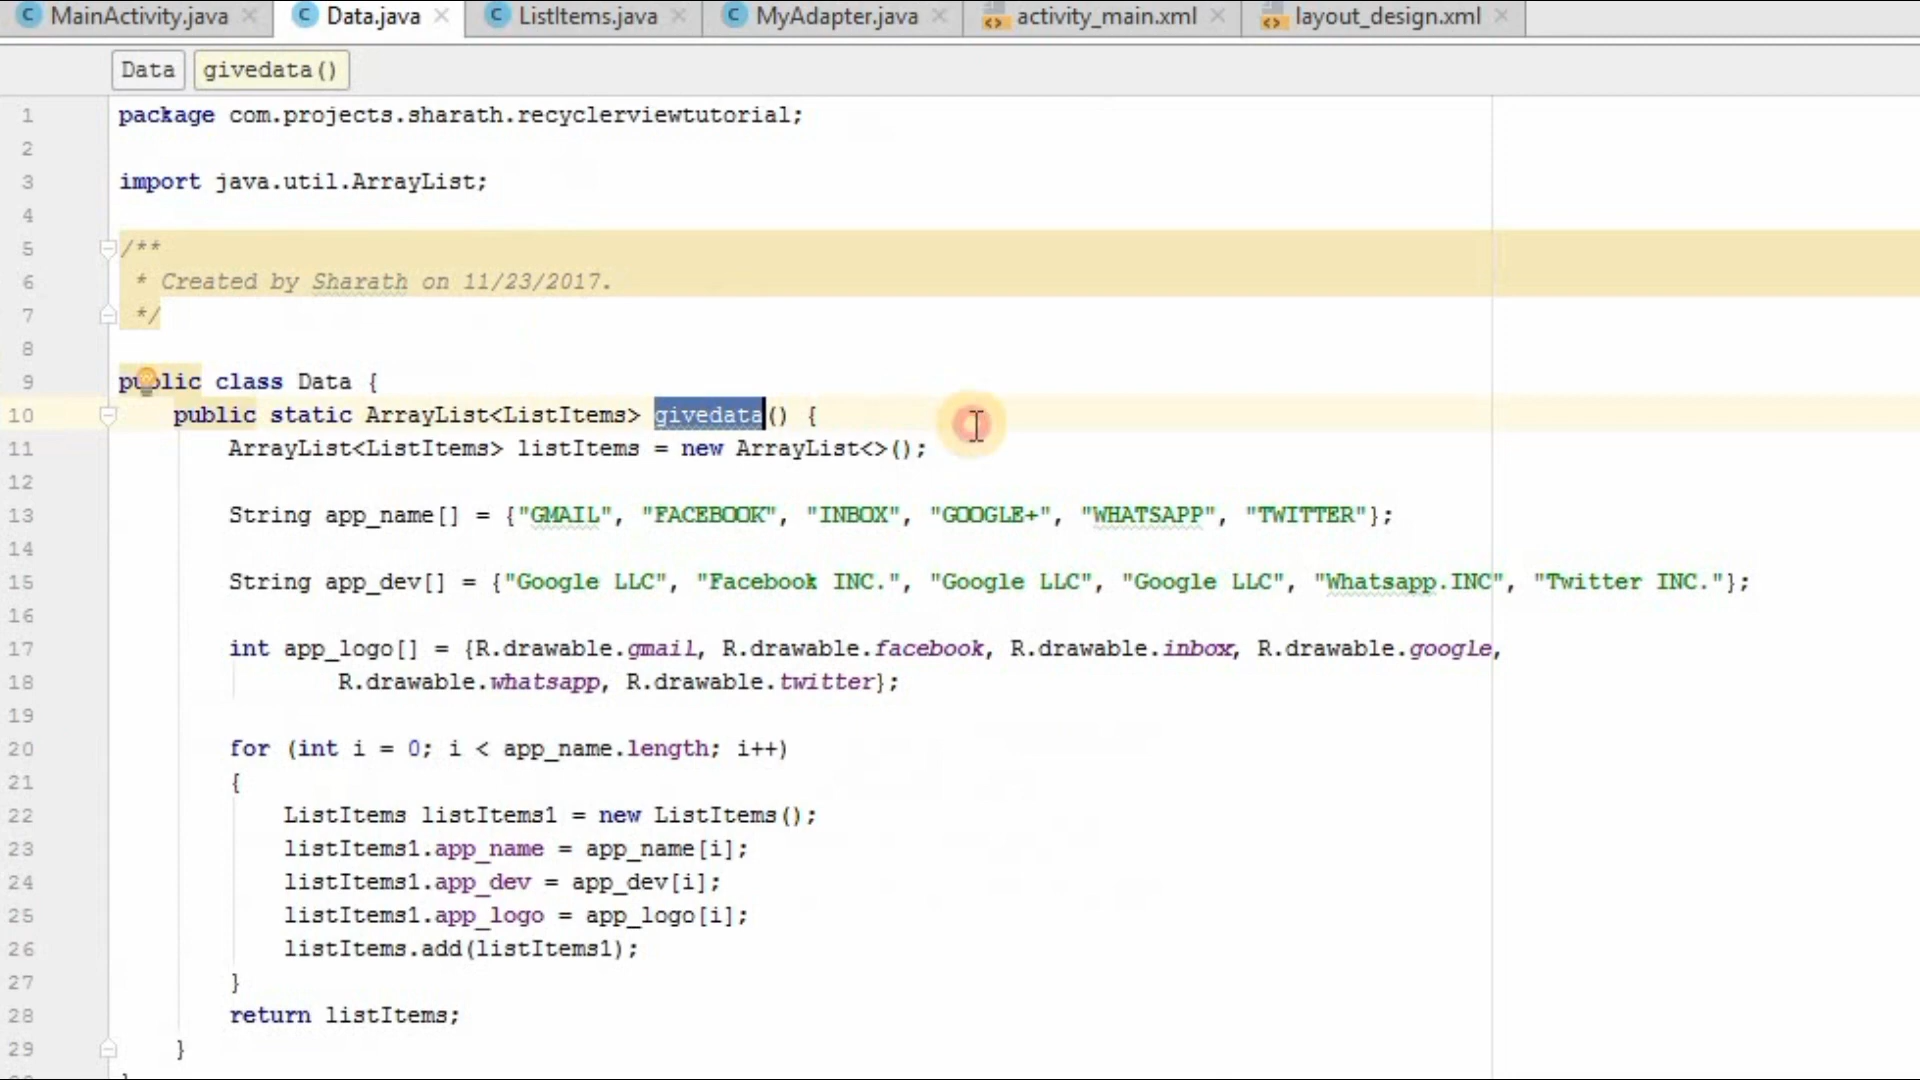 MainActivity.java Data.java ListItems.java MyAdapter.java activity_main.xml layout_design.xml
Data givedata()
1 package com.projects.sharath.recyclerviewtutorial;
2
3 import java.util.ArrayList;
4
5 /**
6 * Created by Sharath on 11/23/2017.
7 */
8
9 public class Data {
10 public static ArrayList<ListItems> givedata() {
11 ArrayList<ListItems> listItems = new ArrayList<>();
12
13 String app_name[] = {"GMAIL", "FACEBOOK", "INBOX", "GOOGLE+", "WHATSAPP", "TWITTER"};
14
15 String app_dev[] = {"Google LLC", "Facebook INC.", "Google LLC", "Google LLC", "Whatsapp.INC", "Twitter INC."};
16
17 int app_logo[] = {R.drawable.gmail, R.drawable.facebook, R.drawable.inbox, R.drawable.google,
18 R.drawable.whatsapp, R.drawable.twitter};
19
20 for (int i = 0; i < app_name.length; i++)
21 {
22 ListItems listItems1 = new ListItems();
23 listItems1.app_name = app_name[i];
24 listItems1.app_dev = app_dev[i];
25 listItems1.app_logo = app_logo[i];
26 listItems.add(listItems1);
27 }
28 return listItems;
29 }